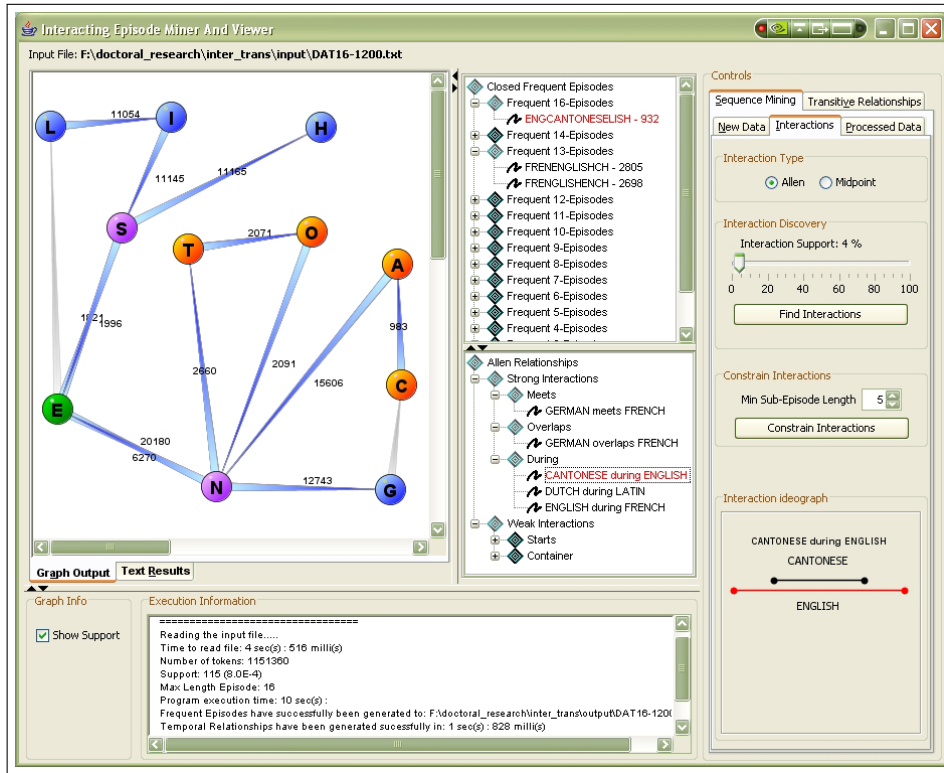 Interacting Episode Miner And Viewer
Input File: F:\doctoral_research\inter_trans\input\DAT16-1200.txt
L
11054
I
H
11145
11165
S
T
2071
O
A
1821
1996
983
2660
2091
15606
C
E
20180
6270
N
12743
G
Graph Output
Text Results
Closed Frequent Episodes
Frequent 16-Episodes
ENGCANTONESELISH - 932
Frequent 14-Episodes
Frequent 13-Episodes
FRENENGLISHCH - 2805
FRENGLISHENCH - 2698
Frequent 12-Episodes
Frequent 11-Episodes
Frequent 10-Episodes
Frequent 9-Episodes
Frequent 8-Episodes
Frequent 7-Episodes
Frequent 6-Episodes
Frequent 5-Episodes
Frequent 4-Episodes
Allen Relationships
Strong Interactions
Meets
GERMAN meets FRENCH
Overlaps
GERMAN overlaps FRENCH
During
CANTONESE during ENGLISH
DUTCH during LATIN
ENGLISH during FRENCH
Weak Interactions
Starts
Container
Controls
Sequence Mining
Transitive Relationships
New Data
Interactions
Processed Data
Interaction Type
Allen
Midpoint
Interaction Discovery
Interaction Support: 4 %
0 20 40 60 80 100
Find Interactions
Constrain Interactions
Min Sub-Episode Length 5
Constrain Interactions
Interaction ideograph
CANTONESE during ENGLISH
CANTONESE
ENGLISH
Graph Info
Show Support
Execution Information
==================================
Reading the input file.....
Time to read file: 4 sec(s) : 516 milli(s)
Number of tokens: 1151360
Support: 115 (8.0E-4)
Max Length Episode: 16
Program execution time: 10 sec(s) :
Frequent Episodes have successfully been generated to: F:\doctoral_research\inter_trans\output\DAT16-120
Temporal Relationships have been generated sucessfully in: 1 sec(s) : 828 milli(s)